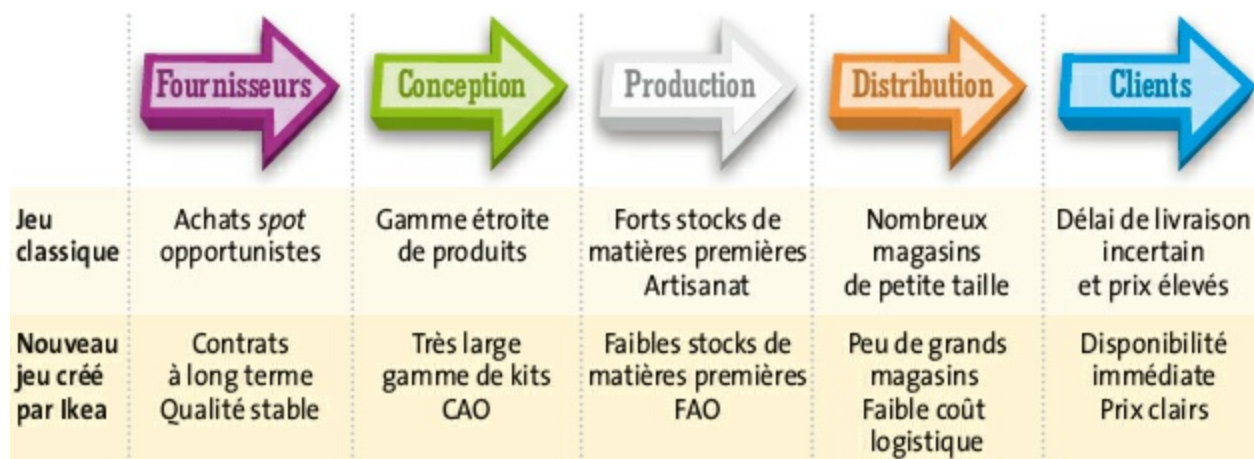 Fournisseurs
Conception
Production
Distribution
Clients
Jeu
classique
Achats spot
opportunistes
Gamme étroite
de produits
Forts stocks de
matières premières
Artisanat
Nombreux
magasins
de petite taille
Délai de livraison
incertain
et prix élevés
Nouveau
jeu créé
par Ikea
Contrats
à long terme
Qualité stable
Très large
gamme de kits
CAO
Faibles stocks de
matières premières
FAO
Peu de grands
magasins
Faible coût
logistique
Disponibilité
immédiate
Prix clairs